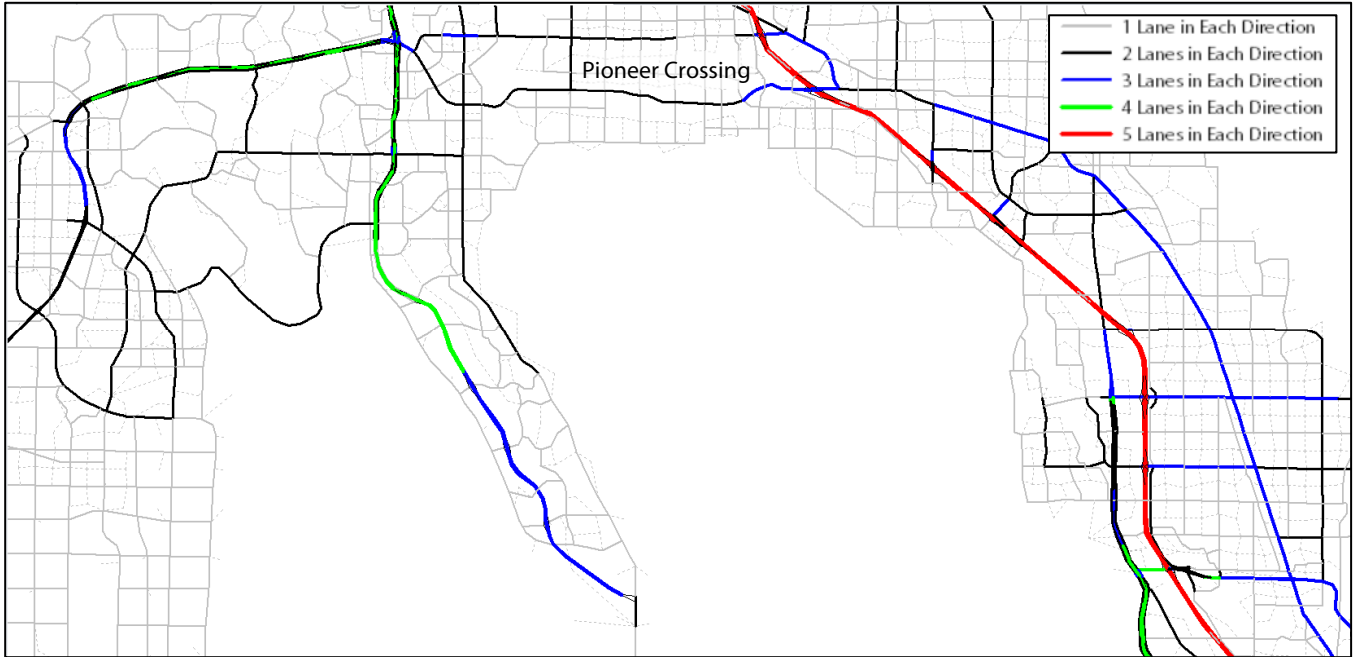 1 Lane in Each Direction
2 Lanes in Each Direction
Pioneer Crossing
3 Lanes in Each Direction
4 Lanes in Each Direction
5 Lanes in Each Direction